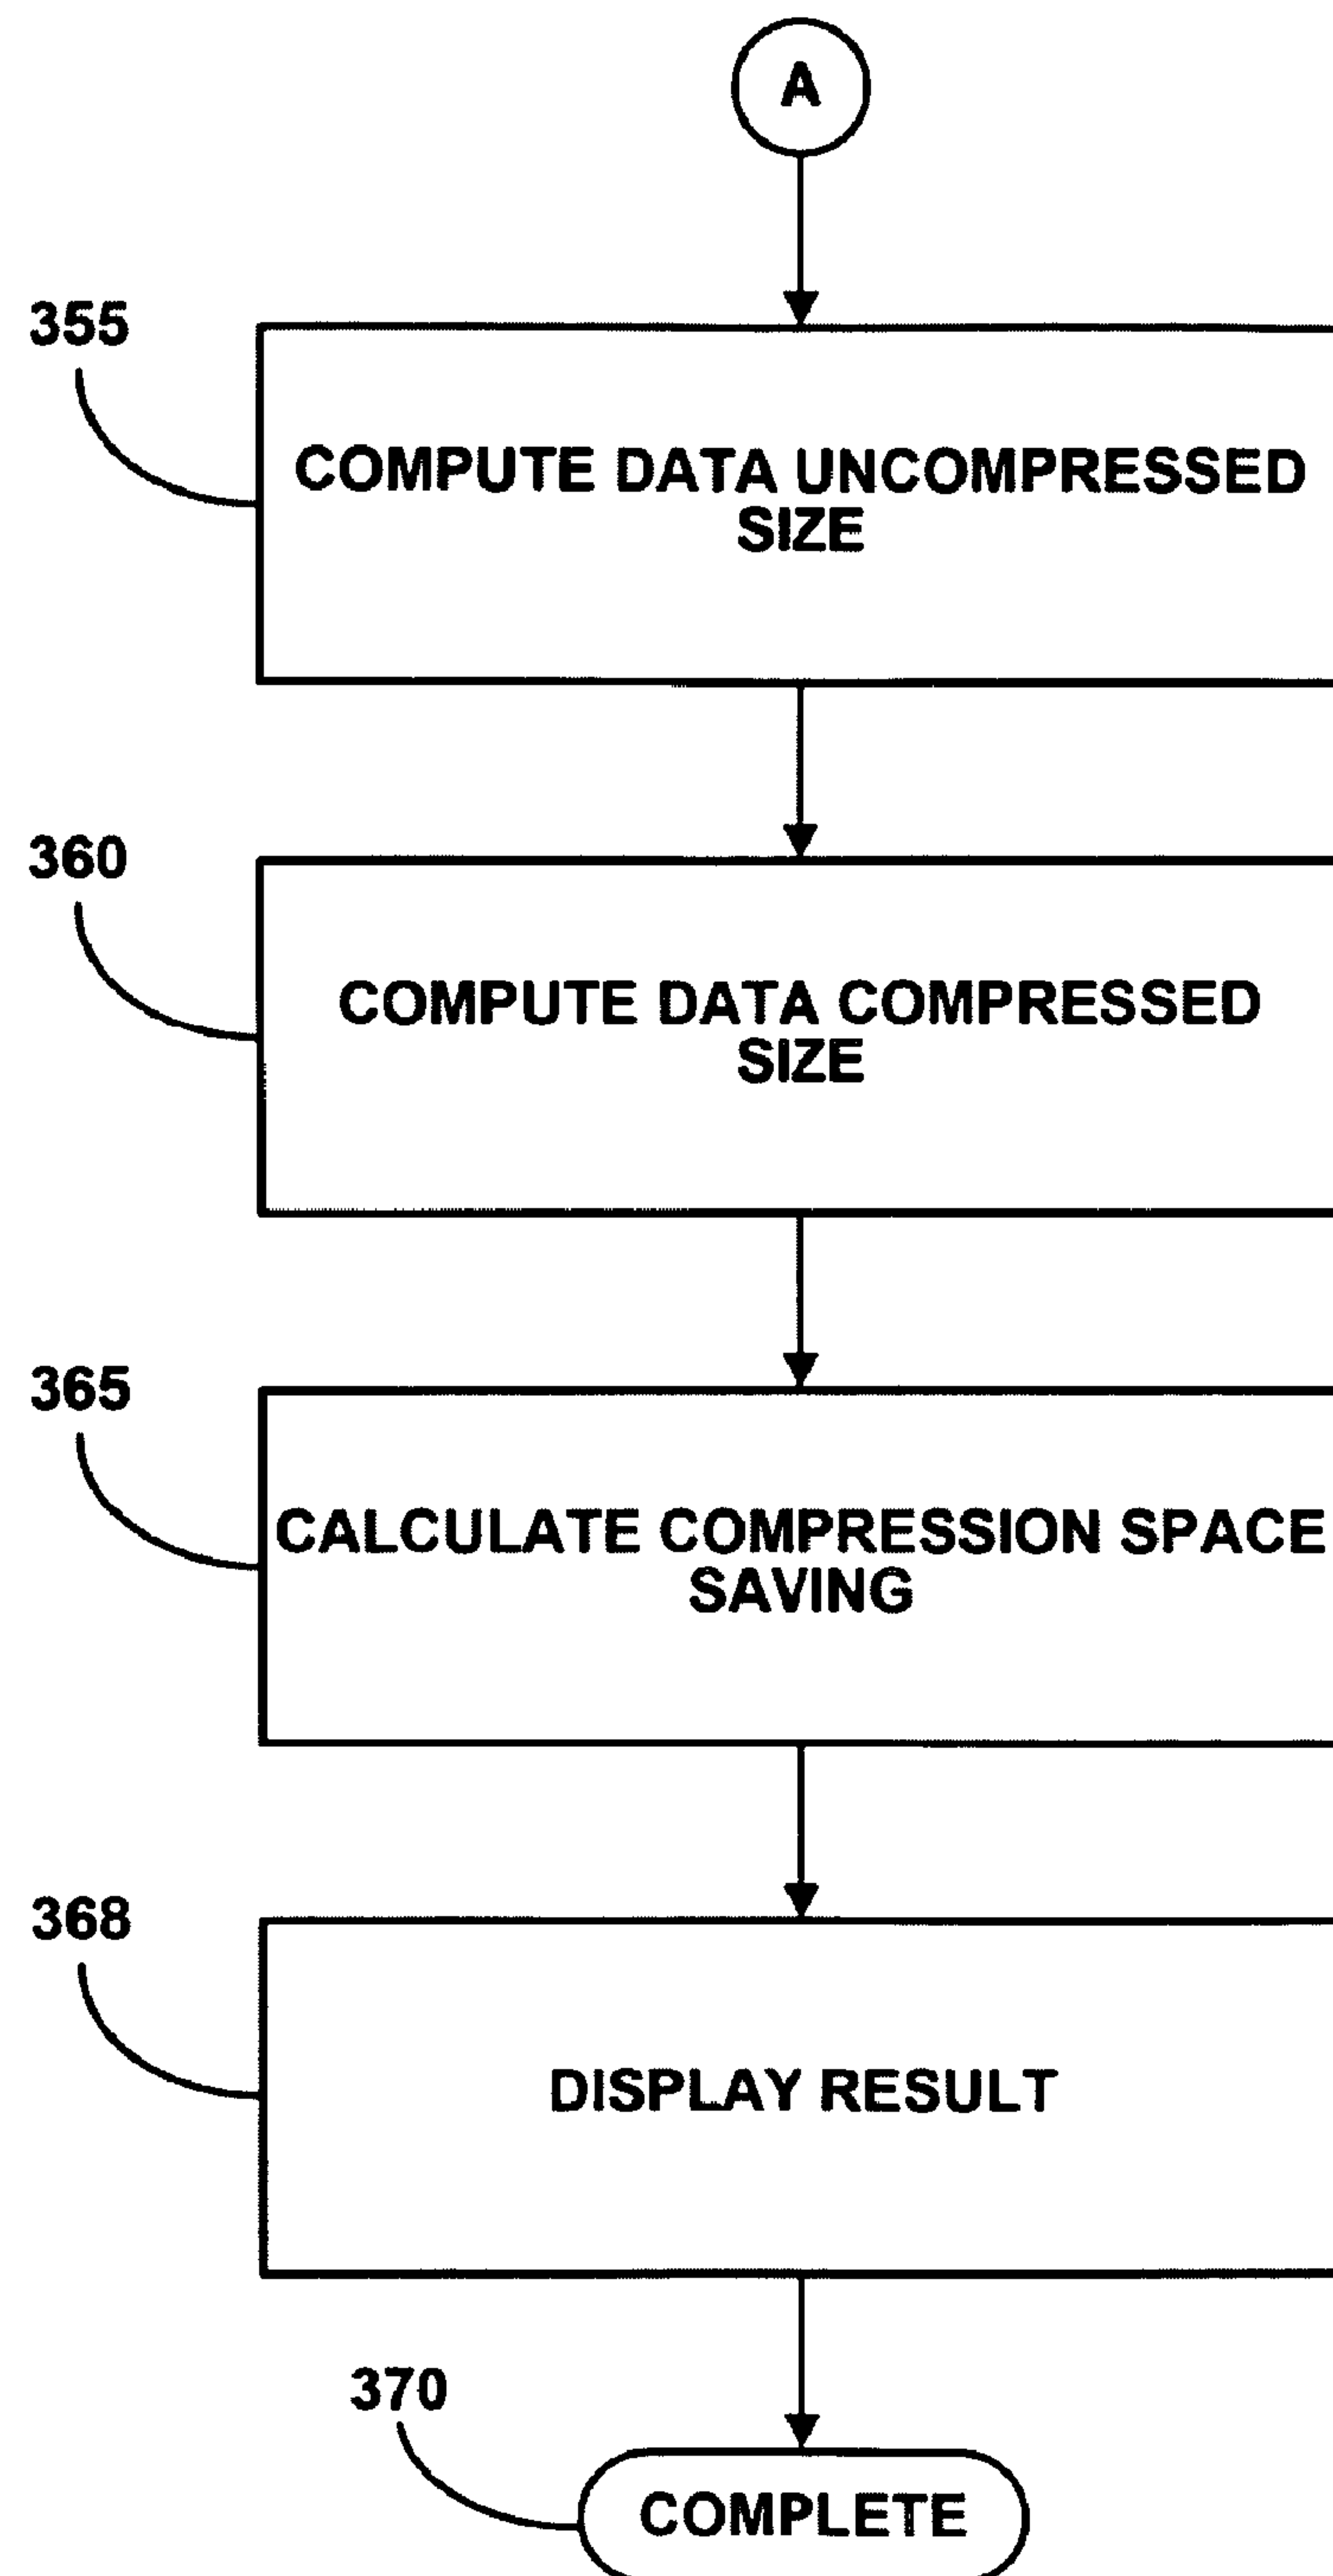 A
355
COMPUTE DATA UNCOMPRESSED
SIZE
360
COMPUTE DATA COMPRESSED
SIZE
365
CALCULATE COMPRESSION SPACE
SAVING
368
DISPLAY RESULT
370
COMPLETE